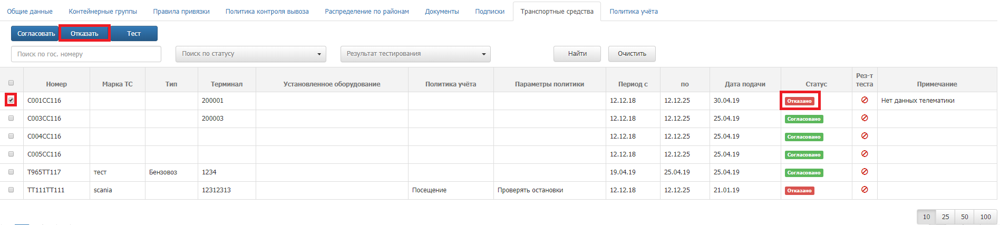 Общие данные Контейнерные группы Правила привязки Политика контроля вывоза Распределение по районам Документы Подписки Транспортные средства Политика учёта
Согласовать Отказать Тест
Поиск по гос. номеру Поиск по статусу Результат тестирования Найти Очистить
Номер Марка ТС Тип Терминал Установленное оборудование Политика учёта Параметры политики Период с по Дата подачи Статус Рез-т теста Примечание
С001СС116 200001 12.12.18 12.12.25 30.04.19 Отказано Нет данных телематики
С003СС116 200003 12.12.18 12.12.25 25.04.19 Согласовано
С004СС116 12.12.18 12.12.25 25.04.19 Согласовано
С005СС116 12.12.18 12.12.25 25.04.19 Согласовано
Т965ТТ117 тест Бензовоз 1234 19.04.19 25.04.19 25.04.19 Согласовано
ТТ111ТТ111 scania 12312313 Посещение Проверять остановки 12.12.18 12.12.25 21.01.19 Отказано
10 25 50 100